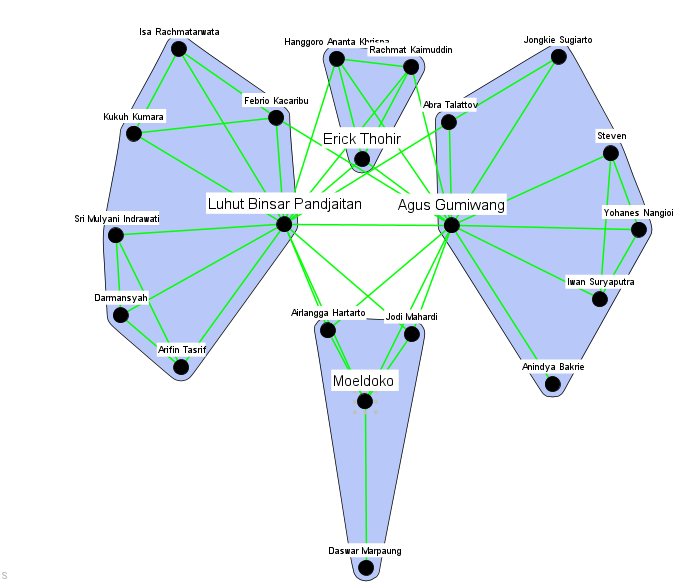 Isa Rachmatarwata
Hanggoro Ananta Khrisna
Rachmat Kaimuddin
Jongkie Sugiarto
Febrio Kacaribu
Kukuh Kumara
Abra Talattov
Erick Thohir
Steven
Luhut Binsar Pandjaitan
Agus Gumiwang
Sri Mulyani Indrawati
Yohanes Nangioi
Darmansyah
Iwan Suryaputra
Airlangga Hartarto
Jodi Mahardi
Arifin Tasrif
Moeldoko
Anindya Bakrie
Daswar Marpaung
s